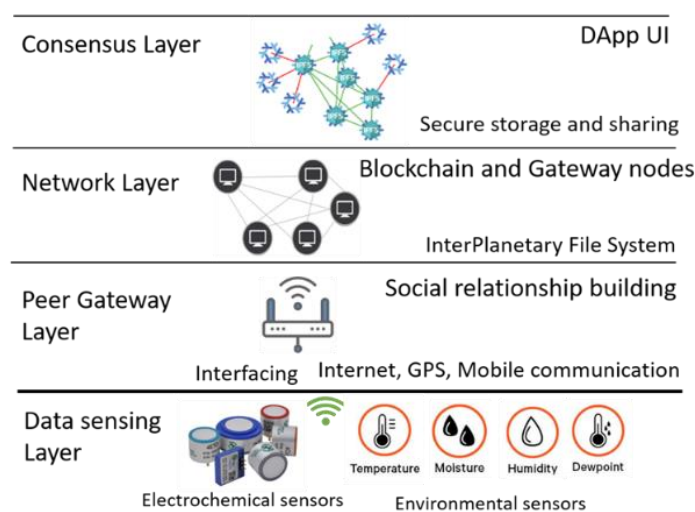 Consensus Layer
DApp UI
Secure storage and sharing
Network Layer
Blockchain and Gateway nodes
InterPlanetary File System
Peer Gateway
Layer
Social relationship building
Interfacing
Internet, GPS, Mobile communication
Data sensing
Layer
Temperature
Moisture
Humidity
Dewpoint
Electrochemical sensors
Environmental sensors